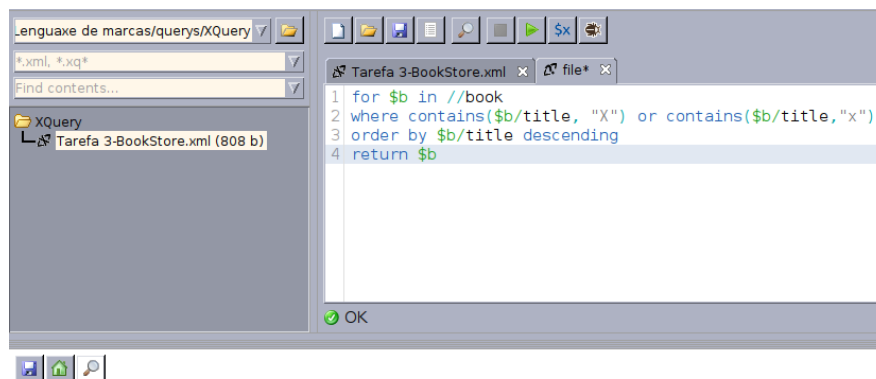 Lenguaxe de marcas/querys/XQuery
*.xml, *.xq*
Find contents...
XQuery
Tarefa 3-BookStore.xml (808 b)
$x
Tarefa 3-BookStore.xml
file*
1 for $b in //book
2 where contains($b/title, "X") or contains($b/title,"x")
3 order by $b/title descending
4 return $b
OK